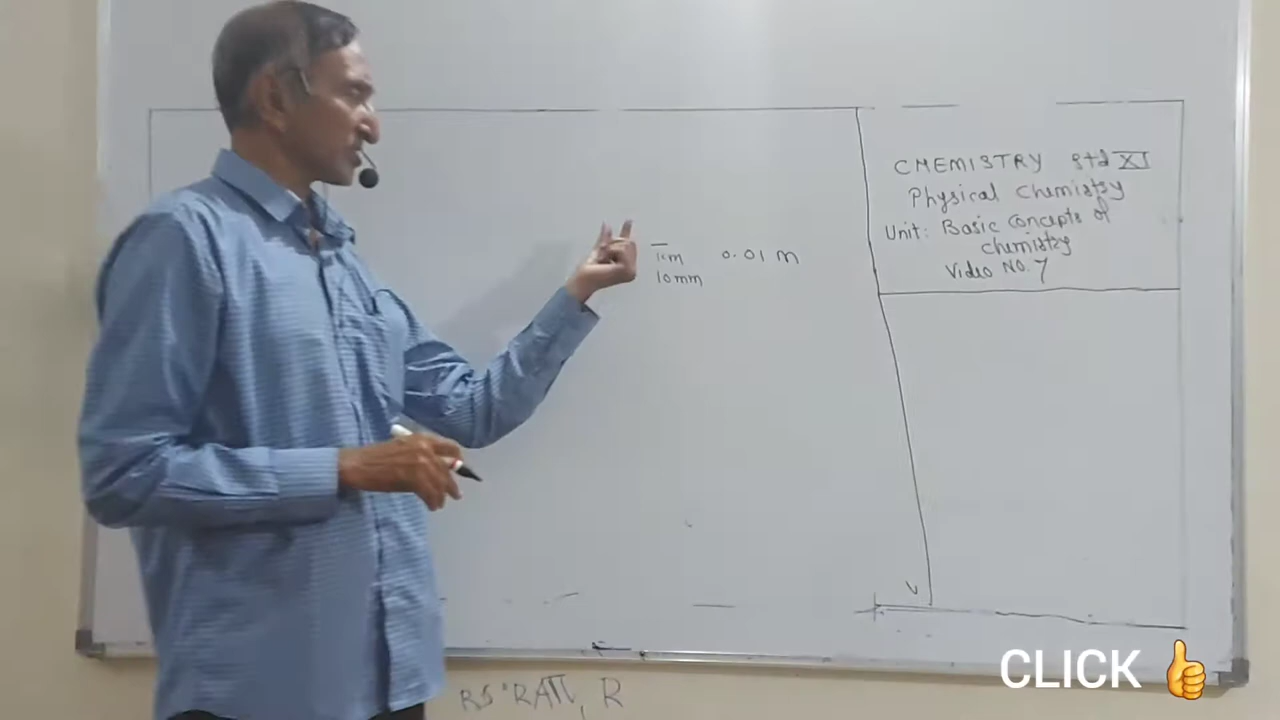 1cm 0.01 m
10mm
CHEMISTRY std XI
Physical Chemistry
Unit: Basic Concepts of
chemistry
Video No. 7
CLICK 👍